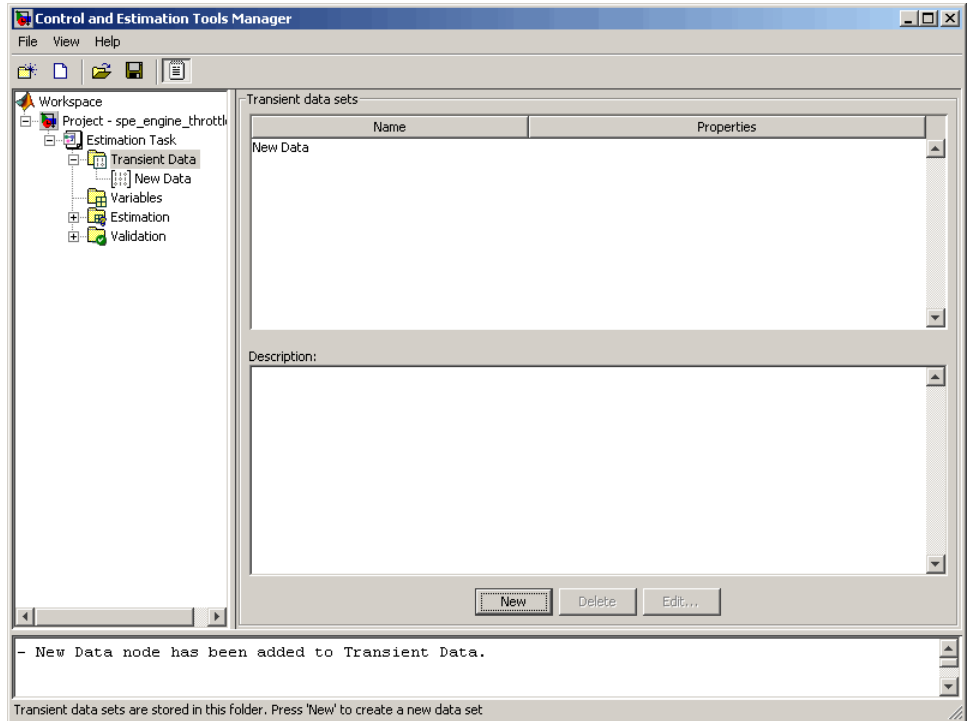 Control and Estimation Tools Manager
File View Help
Workspace
Project - spe_engine_throttl
Estimation Task
Transient Data
New Data
Variables
Estimation
Validation
Transient data sets
Name Properties
New Data
Description:
New Delete Edit...
- New Data node has been added to Transient Data.
Transient data sets are stored in this folder. Press 'New' to create a new data set